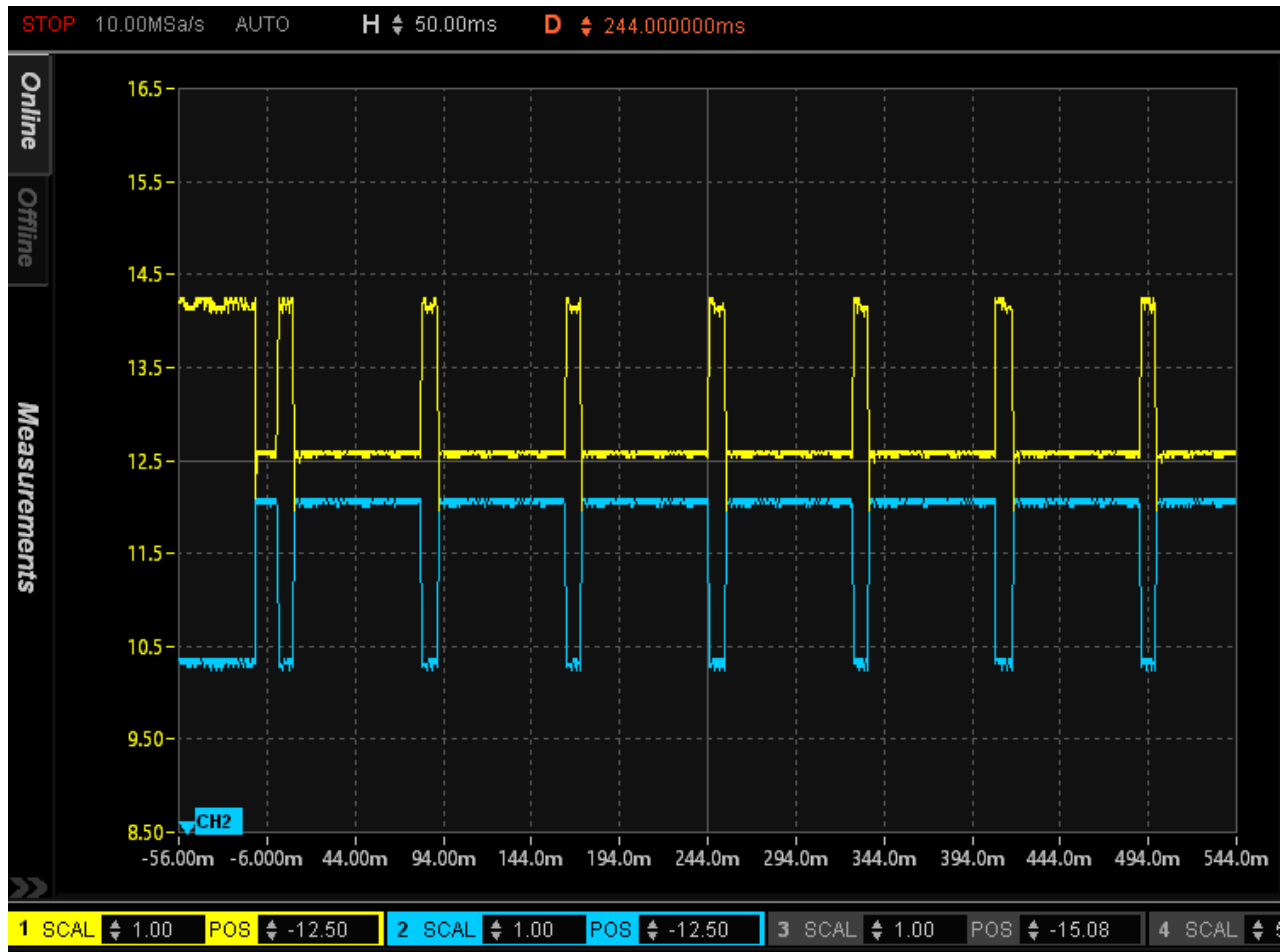 STOP 10.00MSa/s AUTO H 50.00ms D 244.000000ms
Online
Offline
Measurements
16.5
15.5
14.5
13.5
12.5
11.5
10.5
9.50
8.50
CH2
-56.00m -6.000m 44.00m 94.00m 144.0m 194.0m 244.0m 294.0m 344.0m 394.0m 444.0m 494.0m 544.0m
1 SCAL 1.00 POS -12.50 2 SCAL 1.00 POS -12.50 3 SCAL 1.00 POS -15.08 4 SCAL